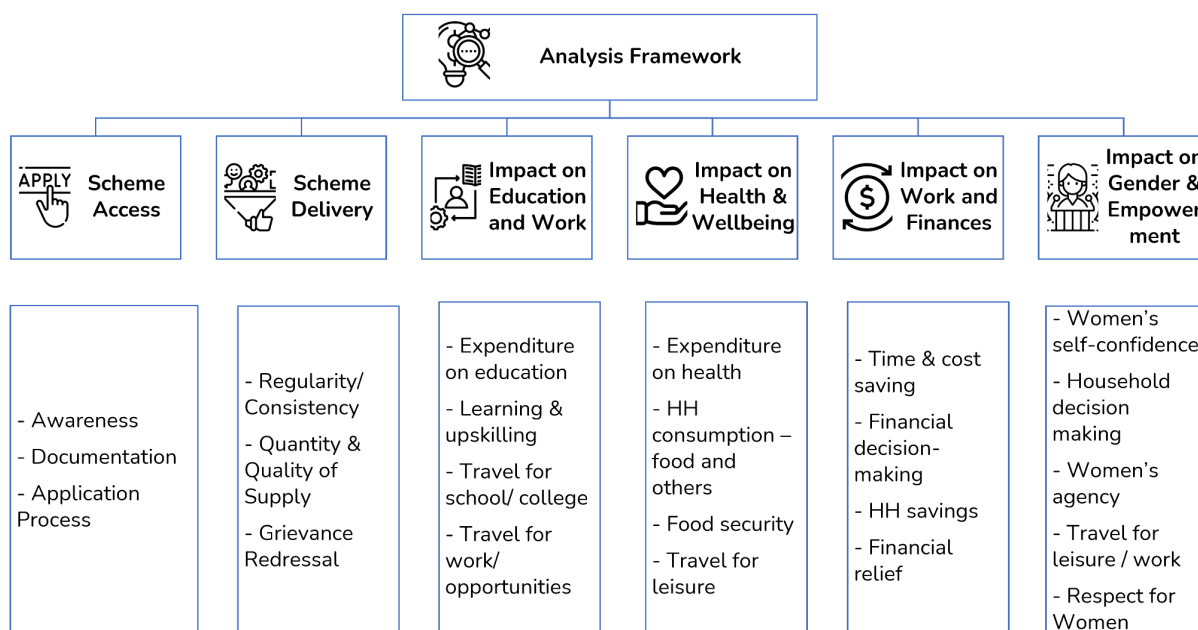 Analysis Framework
APPLY
Scheme
Access
Scheme
Delivery
Impact on
Education
and Work
Impact on
Health &
Wellbeing
$
Impact on
Work and
Finances
Impact on
Gender &
Empower
ment
- Awareness
- Documentation
- Application
Process
- Regularity/
Consistency
- Quantity &
Quality of
Supply
- Grievance
Redressal
- Expenditure
on education
- Learning &
upskilling
- Travel for
school/ college
- Travel for
work/
opportunities
- Expenditure
on health
- HH
consumption –
food and
others
- Food security
- Travel for
leisure
- Time & cost
saving
- Financial
decision-
making
- HH savings
- Financial
relief
- Women’s
self-confidence
- Household
decision
making
- Women’s
agency
- Travel for
leisure / work
- Respect for
Women